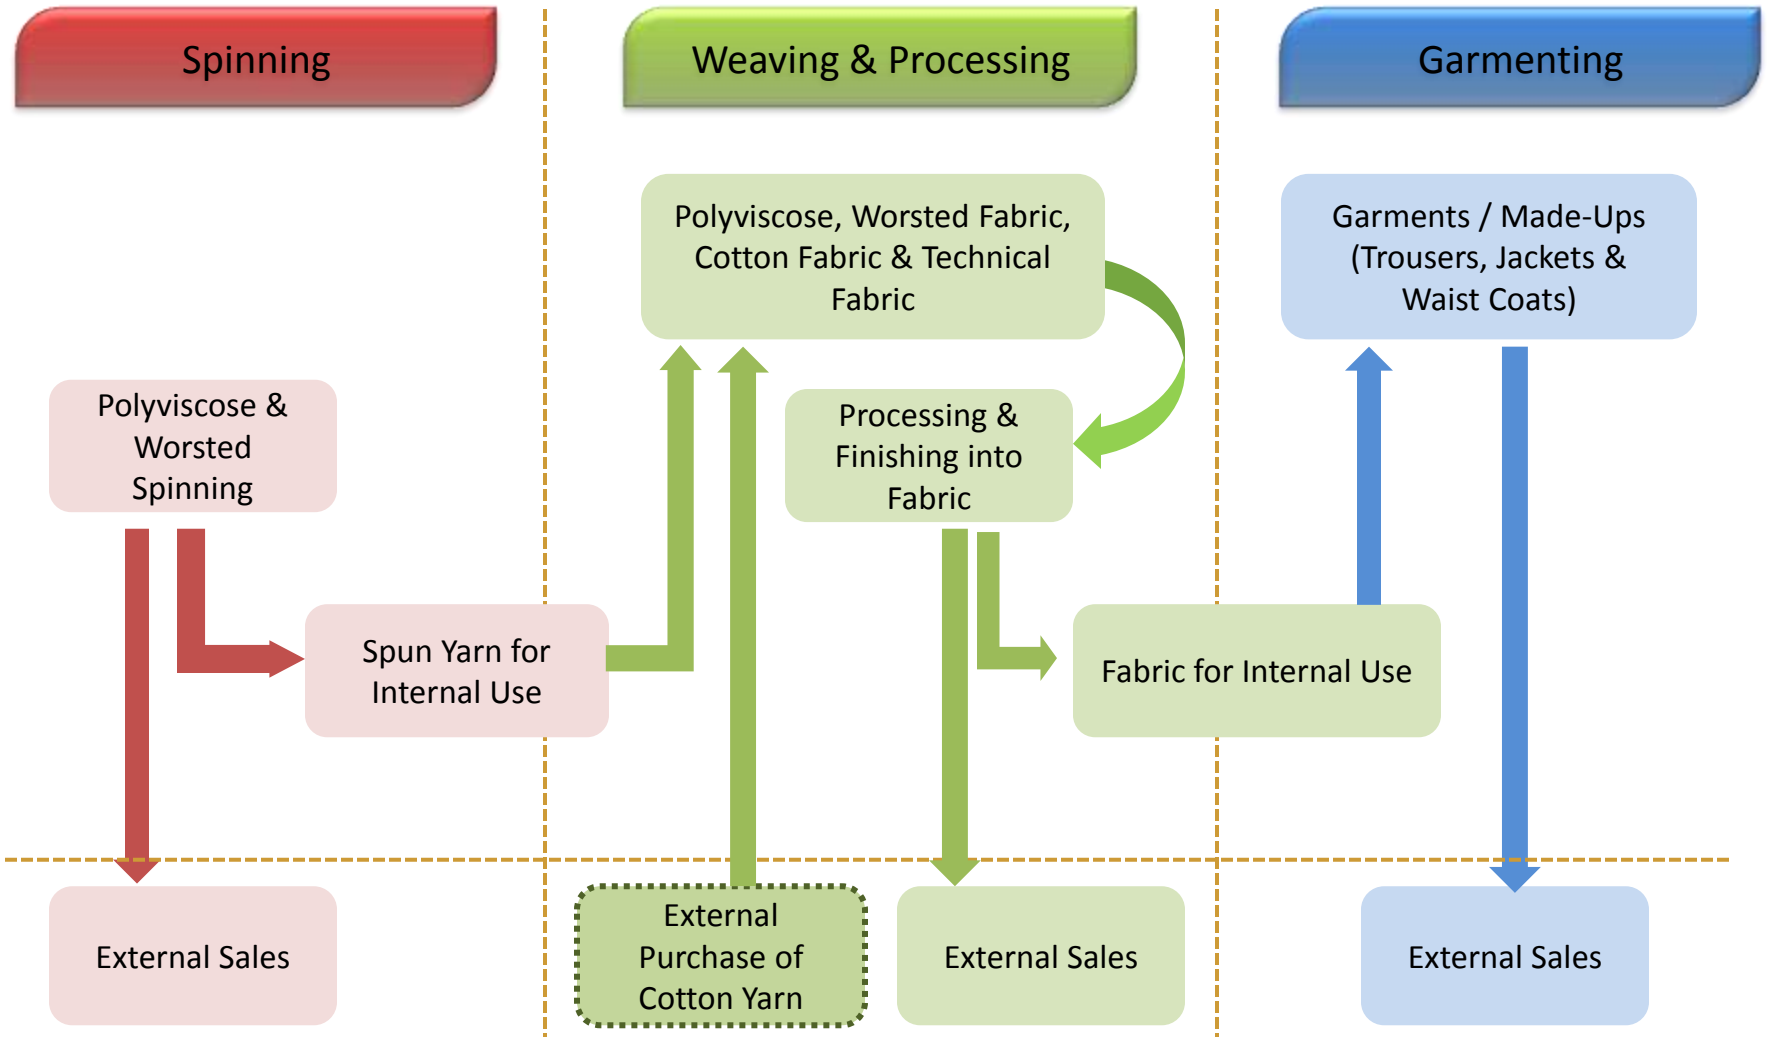 Spinning
Weaving & Processing
Garmenting
Polyviscose, Worsted Fabric,
Cotton Fabric & Technical
Fabric
Garments / Made-Ups
(Trousers, Jackets &
Waist Coats)
Polyviscose &
Worsted
Spinning
Processing &
Finishing into
Fabric
Spun Yarn for
Internal Use
Fabric for Internal Use
External Sales
External
Purchase of
Cotton Yarn
External Sales
External Sales